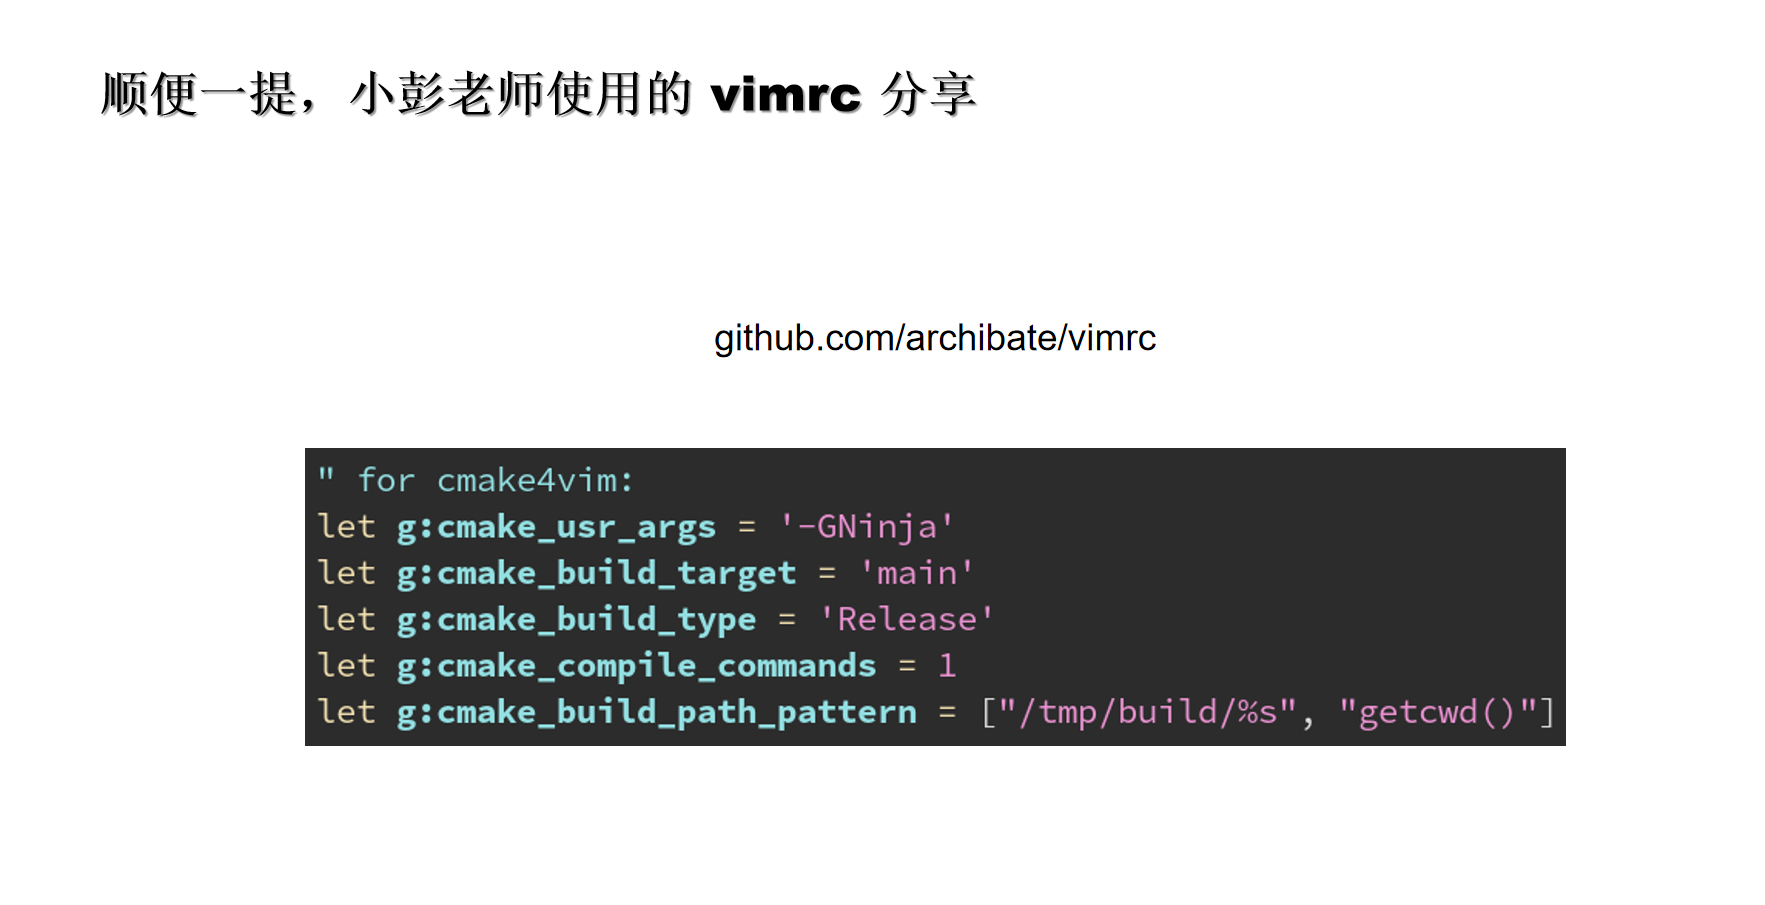 顺便一提，小彭老师使用的 vimrc 分享
github.com/archibate/vimrc
" for cmake4vim:
let g:cmake_usr_args = '-GNinja'
let g:cmake_build_target = 'main'
let g:cmake_build_type = 'Release'
let g:cmake_compile_commands = 1
let g:cmake_build_path_pattern = ["/tmp/build/%s", "getcwd()"]